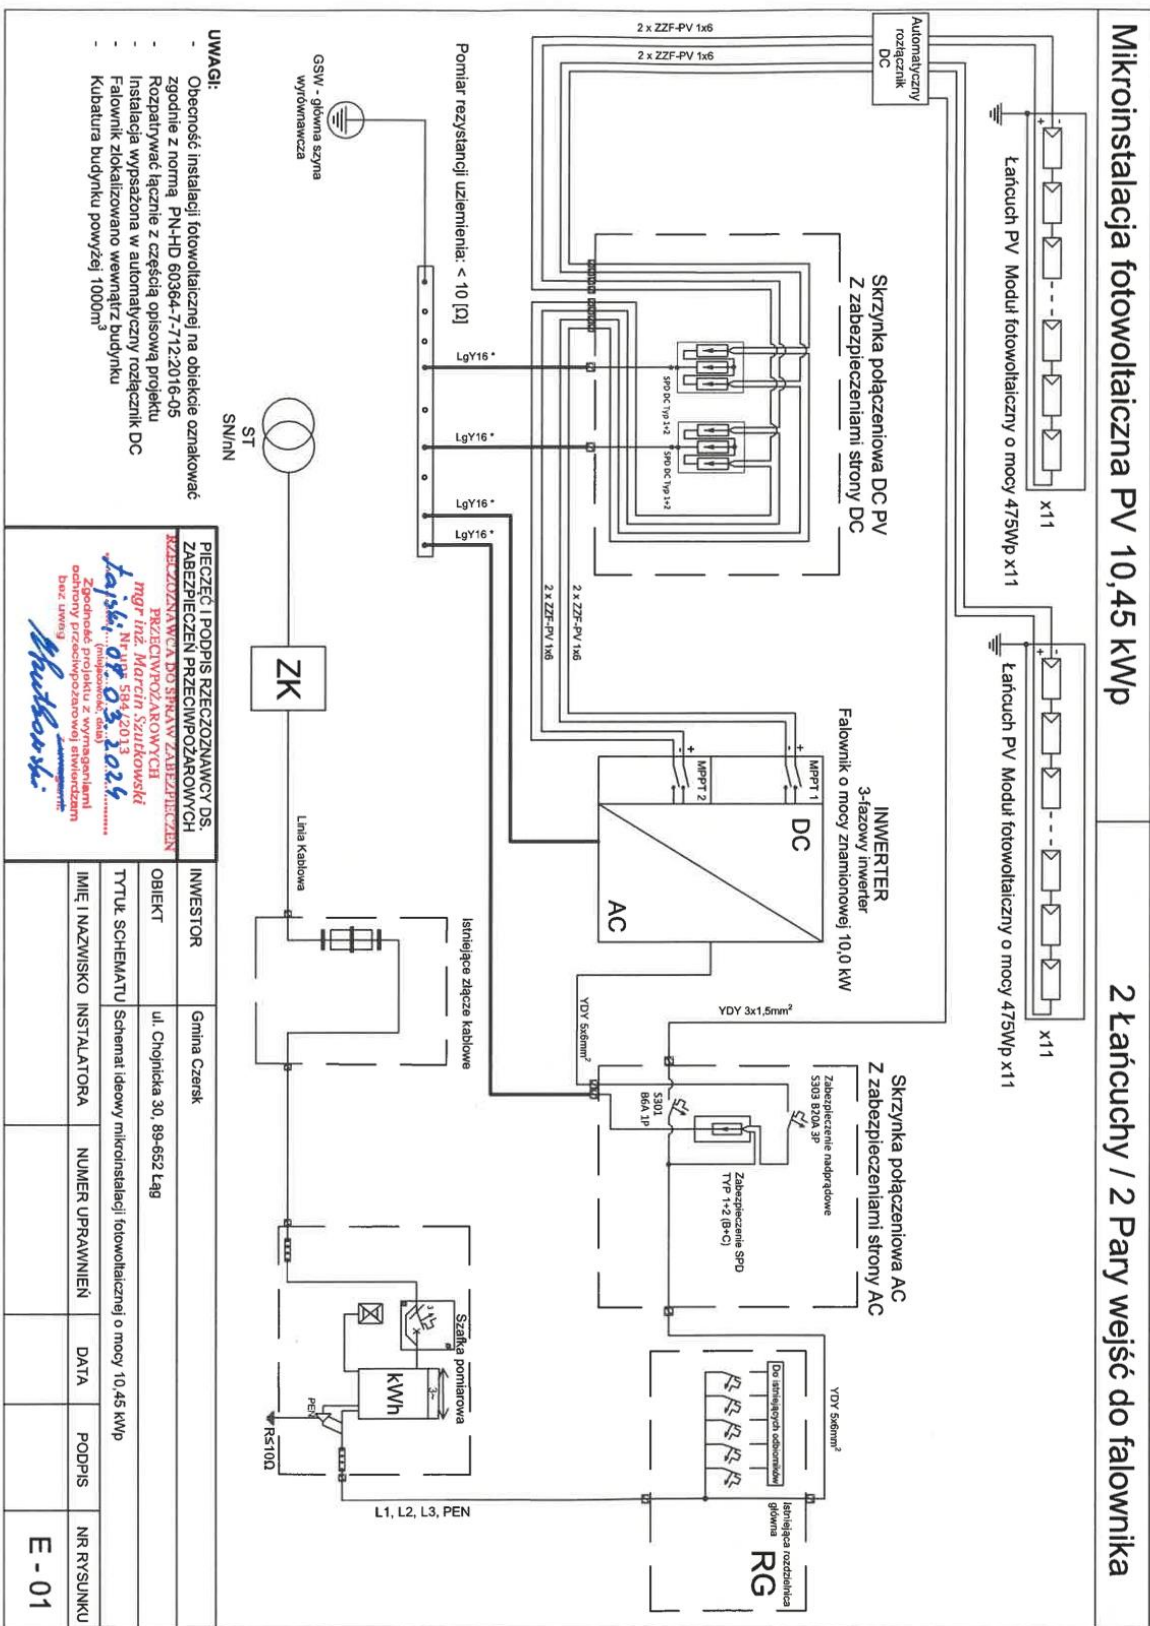 Mikroinstalacja fotowoltaiczna PV 10,45 kWp
2 Łańcuchy / 2 Pary wejść do falownika
x11
Łańcuch PV Moduł fotowoltaiczny o mocy 475Wp x11
x11
Łańcuch PV Moduł fotowoltaiczny o mocy 475Wp x11
- +
- +
Automatyczny
rozłącznik
DC
2 x ZZF-PV 1x6
2 x ZZF-PV 1x6
Skrzynka połączeniowa DC PV
Z zabezpieczeniami strony DC
SPD DC Typ 1+2
SPD DC Typ 1+2
2 x ZZF-PV 1x6
2 x ZZF-PV 1x6
INWERTER
3-fazowy inwerter
Falownik o mocy znamionowej 10,0 kW
MPPT 1
+ -
MPPT 2
+ -
DC
AC
YDY 3x1,5mm²
YDY 5x6mm²
Skrzynka połączeniowa AC
Z zabezpieczeniami strony AC
Zabezpieczenie nadprądowe
S303 B20A 3P
S301
B6A 1P
Zabezpieczenie SPD
TYP 1+2 (B+C)
YDY 5x6mm²
Do istniejących odbiorników
Istniejąca rozdzielnica
główna
RG
Pomiar rezystancji uziemienia: < 10 [Ω]
GSW - główna szyna
wyrównawcza
LgY16 *
LgY16 *
LgY16 *
LgY16 *
ST
SN/nN
ZK
Linia Kablowa
Istniejące złącze kablowe
Szafka pomiarowa
3
3~
kWh
PEN
R≤10Ω
L1, L2, L3, PEN
UWAGI:
- Obecność instalacji fotowoltaicznej na obiekcie oznakować
zgodnie z normą PN-HD 60364-7-712:2016-05
- Rozpatrywać łącznie z częścią opisową projektu
- Instalacja wypsażona w automatyczny rozłącznik DC
- Falownik zlokalizowano wewnątrz budynku
- Kubatura budynku powyżej 1000m³
PIECZĘĆ I PODPIS RZECZOZNAWCY DS.
ZABEZPIECZEŃ PRZECIWPOŻAROWYCH
RZECZOZNAWCA DO SPRAW ZABEZPIECZEŃ
PRZECIWPOŻAROWYCH
mgr inż. Marcin Szutkowski
Nr upr. 584/2013
(miejscowość, data)
Zgodność projektu z wymaganiami
ochrony przeciwpożarowej stwierdzam
bez uwag
INWESTOR
Gmina Czersk
OBIEKT
ul. Chojnicka 30, 89-652 Łąg
TYTUŁ SCHEMATU
Schemat ideowy mikroinstalacji fotowoltaicznej o mocy 10,45 kWp
IMIĘ I NAZWISKO INSTALATORA
NUMER UPRAWNIEŃ
DATA
PODPIS
NR RYSUNKU
E - 01